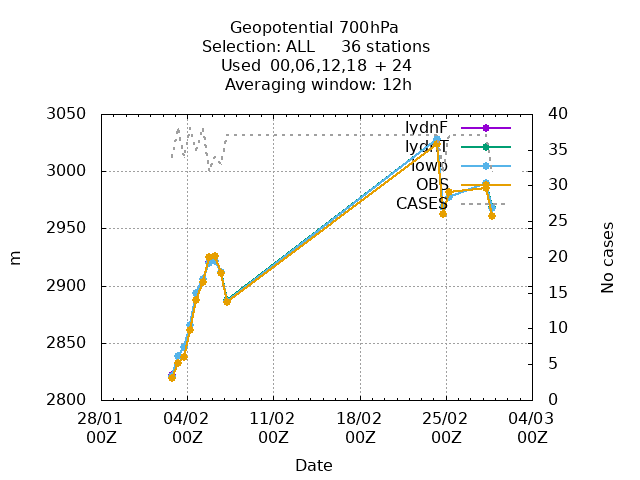 Geopotential 700hPa
Selection: ALL 36 stations
Used 00,06,12,18 + 24
Averaging window: 12h
3050
3000
2950
2900
2850
2800
m
40
35
30
25
20
15
10
5
0
No cases
lydnF
OBS
CASES
28/01 04/02 11/02 18/02 25/02 04/03
00Z 00Z 00Z 00Z 00Z 00Z
Date